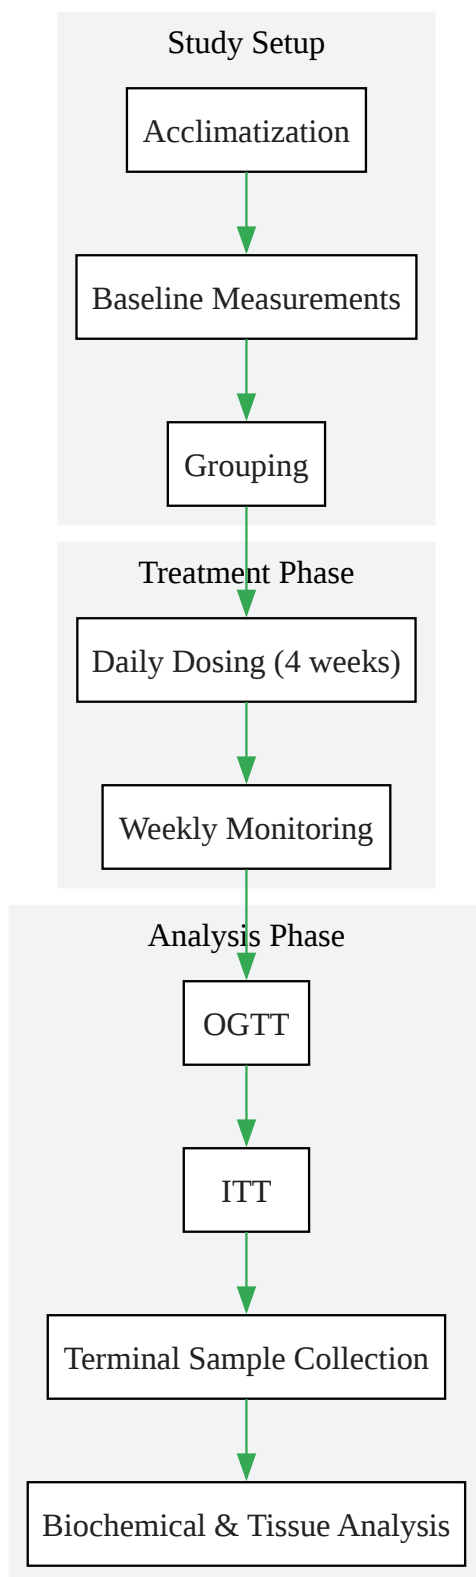 Study Setup
Acclimatization
Baseline Measurements
Grouping
Treatment Phase
Daily Dosing (4 weeks)
Weekly Monitoring
Analysis Phase
OGTT
ITT
Terminal Sample Collection
Biochemical & Tissue Analysis